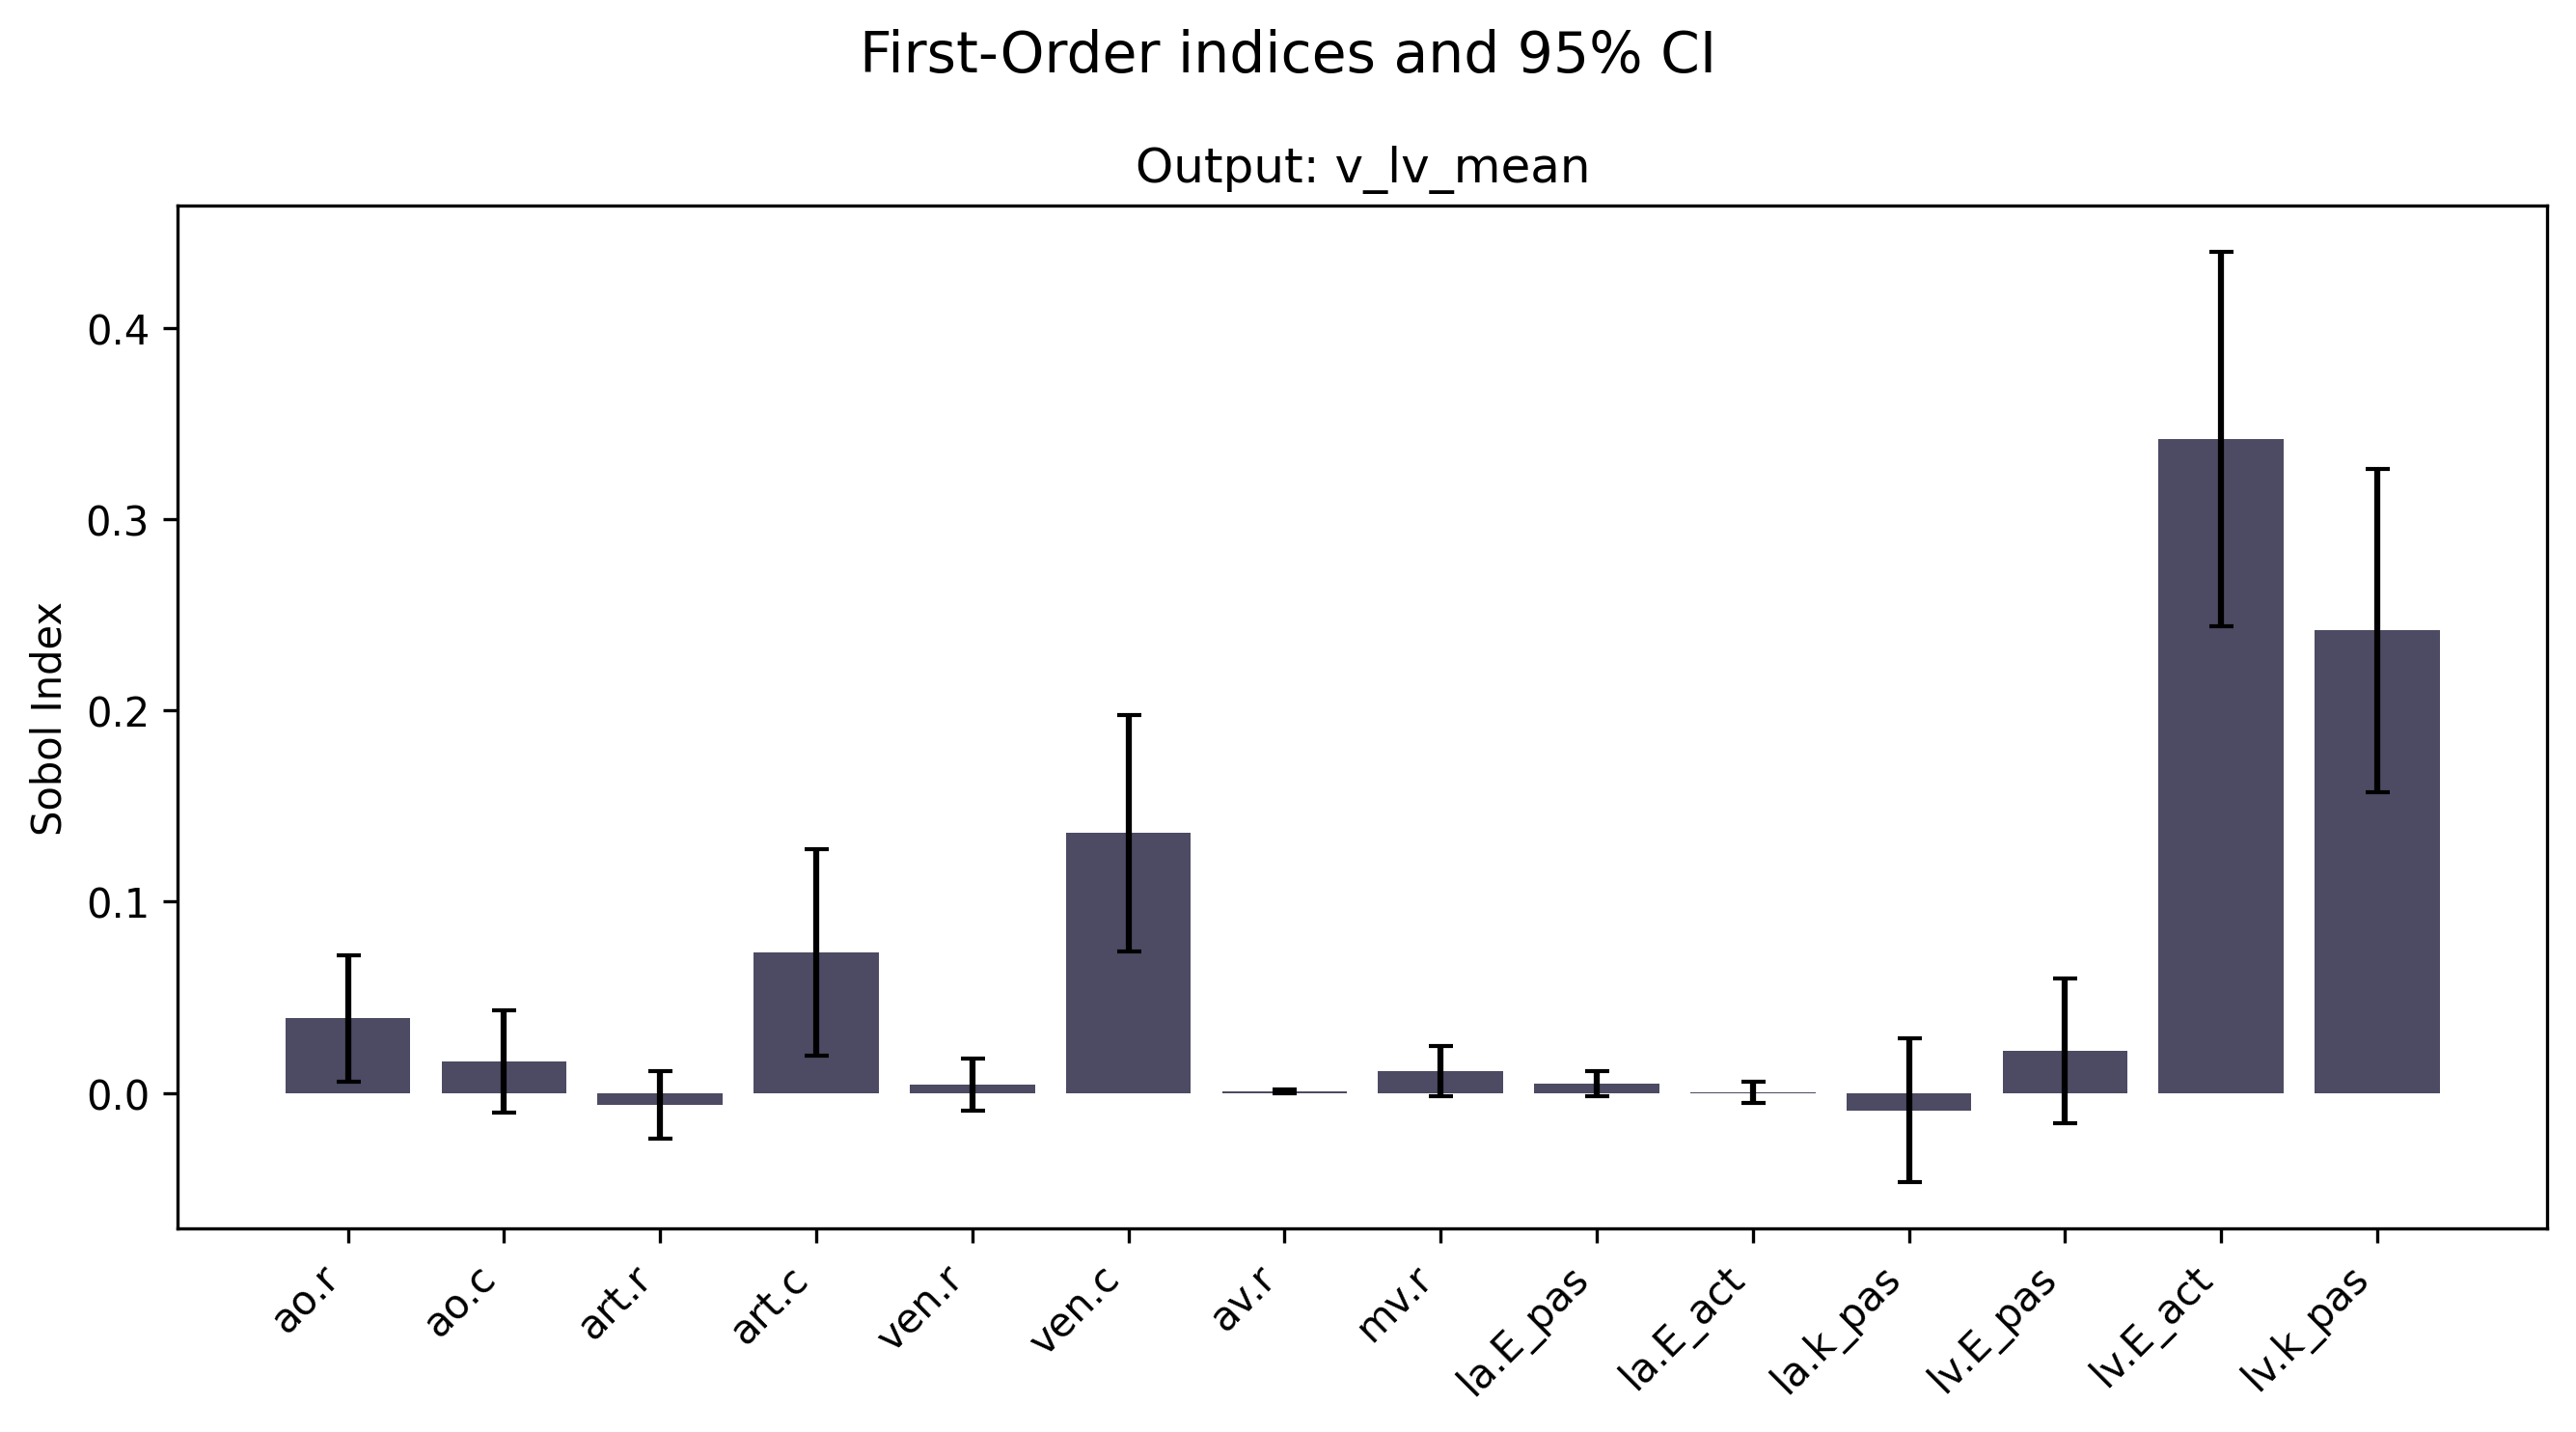 First-Order indices and 95% CI
Output: v_lv_mean
Sobol Index
0.4
0.3
0.2
0.1
0.0
ao.r
ao.c
art.r
art.c
ven.r
ven.c
av.r
mv.r
la.E_pas
la.E_act
la.k_pas
lv.E_pas
lv.E_act
lv.k_pas